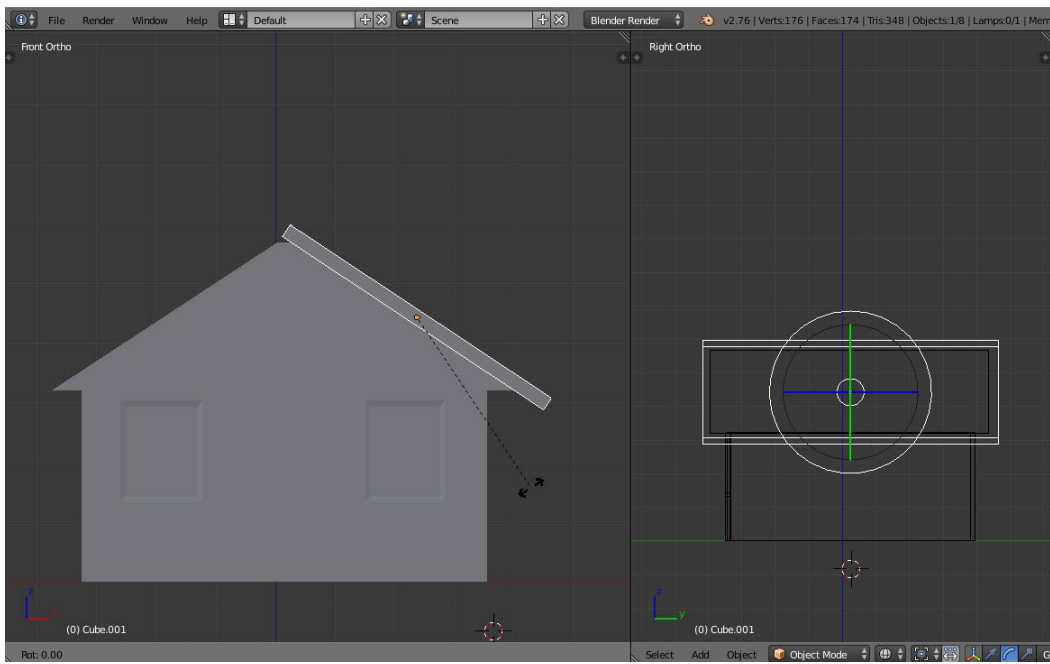 File Render Window Help Default Scene Blender Render v2.76 | Verts:176 | Faces:174 | Tris:348 | Objects:1/8 | Lamps:0/1 | Mem
Front Ortho
Right Ortho
z
x
(0) Cube.001
z
y
(0) Cube.001
Rot: 0.00
Select Add Object Object Mode G